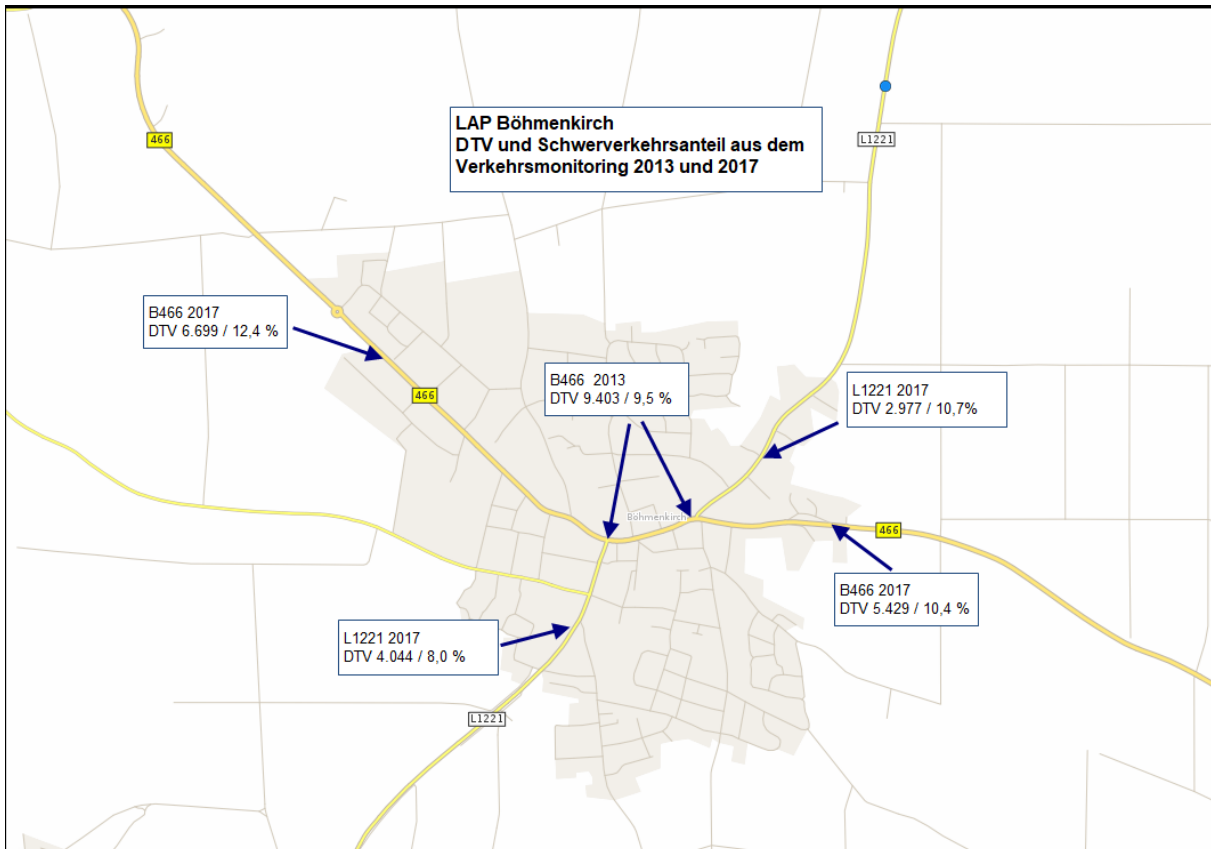 LAP Böhmenkirch
DTV und Schwerverkehrsanteil aus dem
Verkehrsmonitoring 2013 und 2017
466
L1221
B466 2017
DTV 6.699 / 12,4 %
466
B466 2013
DTV 9.403 / 9,5 %
L1221 2017
DTV 2.977 / 10,7%
Böhmenkirch
466
B466 2017
DTV 5.429 / 10,4 %
L1221 2017
DTV 4.044 / 8,0 %
L1221